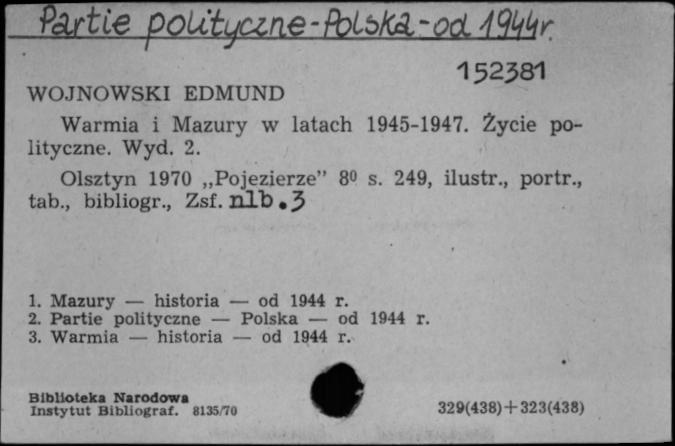 Partie polityczne-Polska-od 1944r.
152381
WOJNOWSKI EDMUND
Warmia i Mazury w latach 1945-1947. Życie po-
lityczne. Wyd. 2.
Olsztyn 1970 „Pojezierze” 8⁰ s. 249, ilustr., portr.,
tab., bibliogr., Zsf. nlb.3
1. Mazury — historia — od 1944 r.
2. Partie polityczne — Polska — od 1944 r.
3. Warmia — historia — od 1944 r.
Biblioteka Narodowa
Instytut Bibliograf. 8135/70
329(438)+323(438)